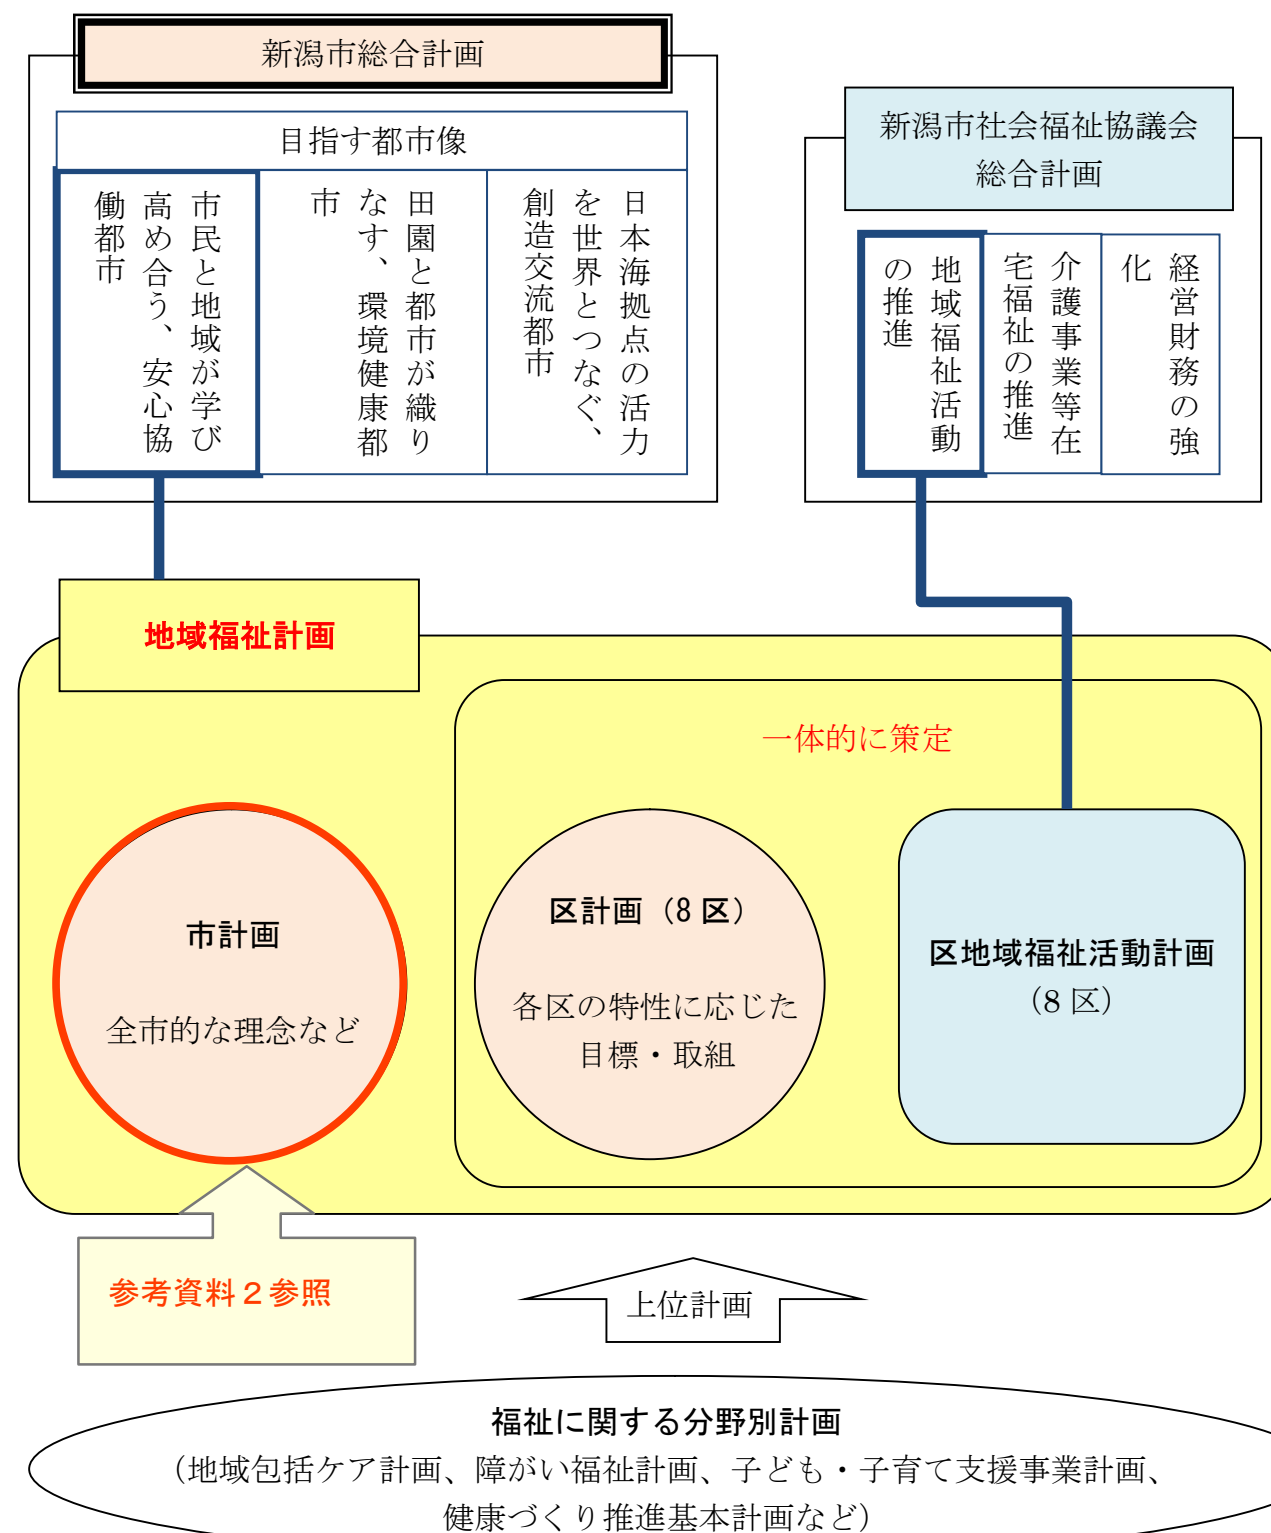 新潟市総合計画
目指す都市像
市民と地域が学び
高め合う、安心協
働都市
田園と都市が織り
なす、環境健康都
市
日本海拠点の活力
を世界とつなぐ、
創造交流都市
新潟市社会福祉協議会
総合計画
地域福祉活動
の推進
介護事業等在
宅福祉の推進
経営財務の強
化
地域福祉計画
一体的に策定
市計画
全市的な理念など
区計画（8 区）
各区の特性に応じた
目標・取組
区地域福祉活動計画
（8 区）
参考資料２参照
上位計画
福祉に関する分野別計画
（地域包括ケア計画、障がい福祉計画、子ども・子育て支援事業計画、
健康づくり推進基本計画など）